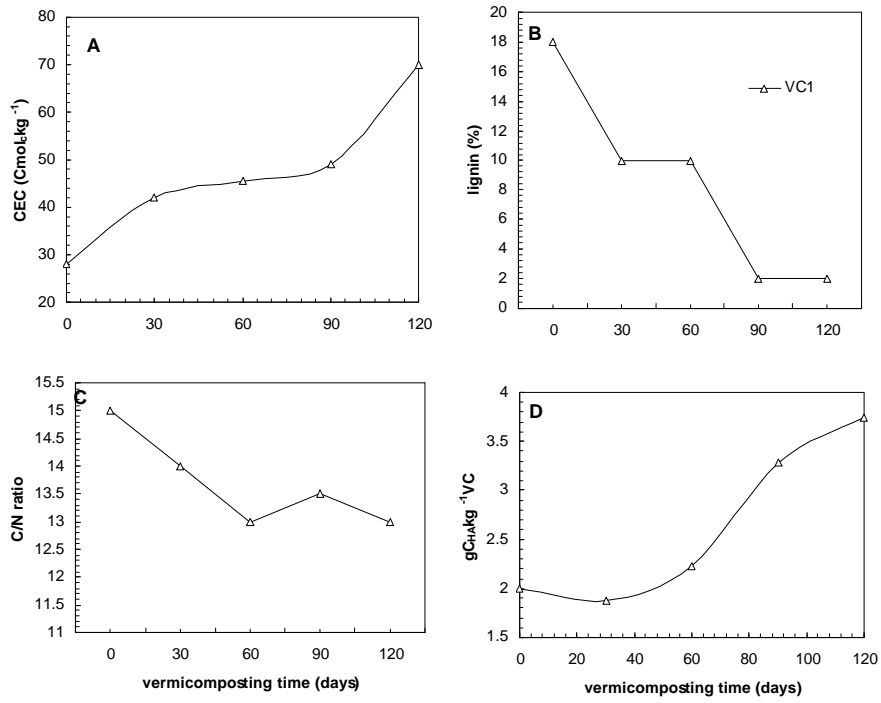 A
80
70
60
50
40
30
20
0 30 60 90 120
CEC (Cmolckg -1)
B
20
18
16
14
12
10
8
6
4
2
0
0 30 60 90 120
lignin (%)
VC1
C
15.5
15
14.5
14
13.5
13
12.5
12
11.5
11
0 30 60 90 120
C/N ratio
vermicomposting time (days)
D
4
3.5
3
2.5
2
1.5
0 20 40 60 80 100 120
gCHAkg -1VC
vermicomposting time (days)